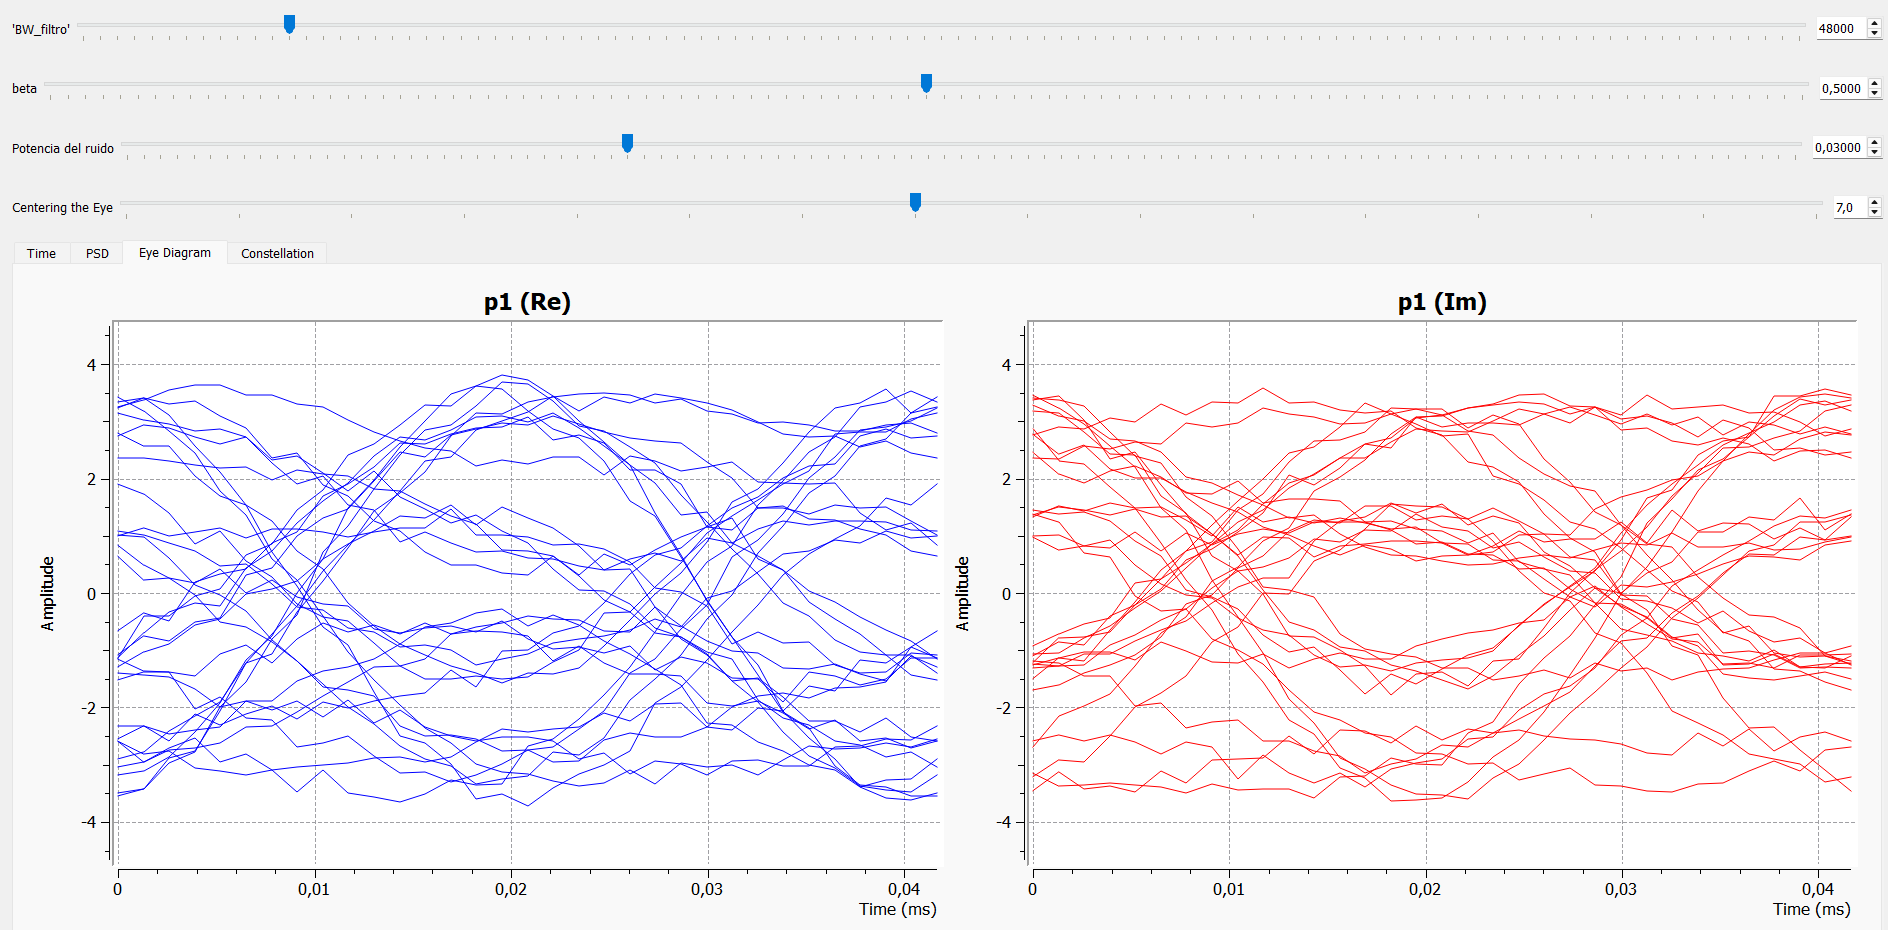 'BW_filtro' 48000
beta 0,5000
Potencia del ruido 0,03000
Centering the Eye 7,0
Time PSD Eye Diagram Constellation
p1 (Re)
4
2
0
-2
-4
Amplitude
0 0,01 0,02 0,03 0,04
Time (ms)
p1 (Im)
4
2
0
-2
-4
Amplitude
0 0,01 0,02 0,03 0,04
Time (ms)